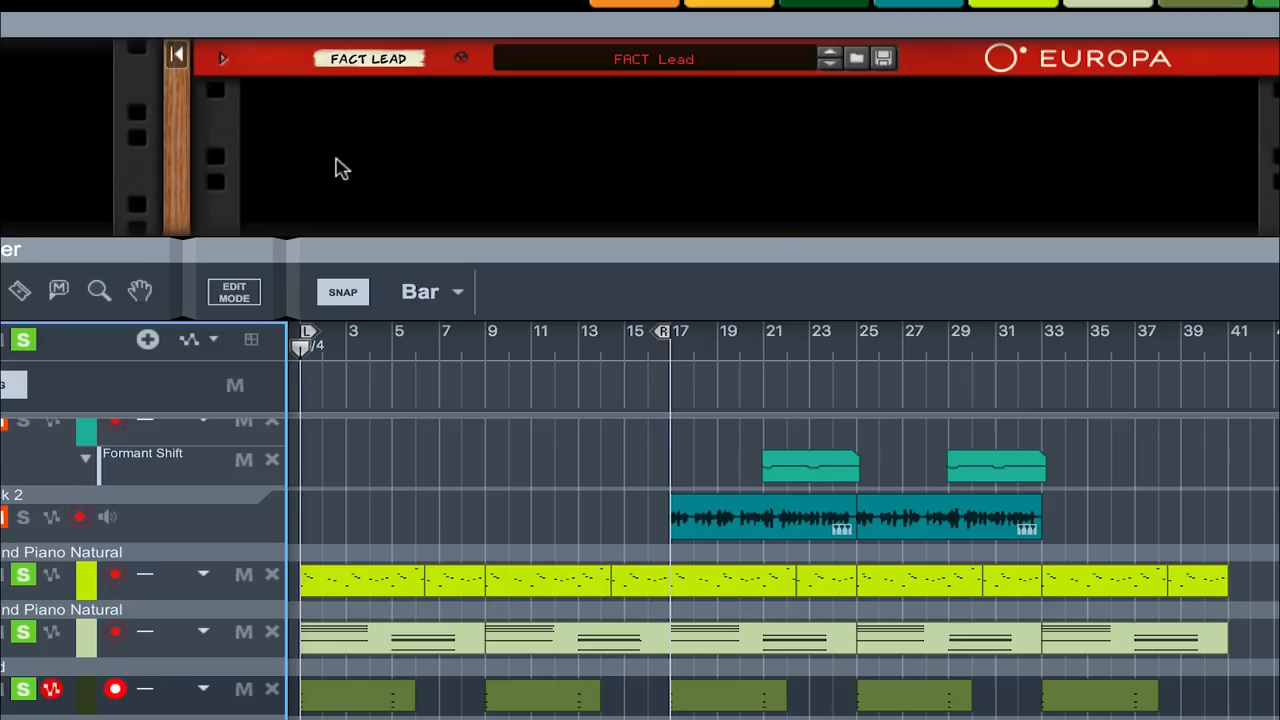 FACT LEAD
FACT Lead
EUROPA
er
EDIT
MODE
SNAP
Bar
S
L
3 5 7 9 11 13 15 R 17 19 21 23 25 27 29 31 33 35 37 39 41
/4
M
S M
Formant Shift
M
k 2
S
nd Piano Natural
S M
nd Piano Natural
S M
d
S M